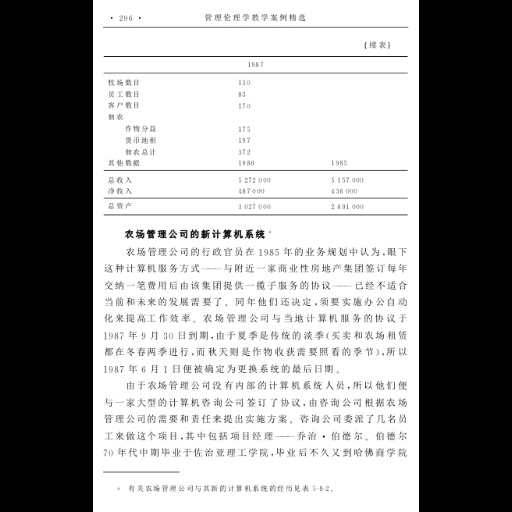 · 296 ·
管理伦理学教学案例精选
(续表)
1987
牧场数目 110
员工数目 83
客户数目 170
佃农
作物分益 175
货币地租 197
佃农总计 372
其他数据 1986 1985
总收入 5 272 000 5 157 000
净收入 487 000 436 000
总资产 3 027 000 2 691 000
农场管理公司的新计算机系统*
农场管理公司的行政官员在 1985 年的业务规划中认为,眼下
这种计算机服务方式——与附近一家商业性房地产集团签订每年
交纳一笔费用后由该集团提供一揽子服务的协议——已经不适合
当前和未来的发展需要了。同年他们还决定,须要实施办公自动
化来提高工作效率。农场管理公司与当地计算机服务的协议于
1987 年 9 月 30 日到期,由于夏季是传统的淡季(买卖和农场租赁
都在冬春两季进行,而秋天则是作物收获需要照看的季节),所以
1987 年 6 月 1 日便被确定为更换系统的最后日期。
由于农场管理公司没有内部的计算机系统人员,所以他们便
与一家大型的计算机咨询公司签订了协议,由咨询公司根据农场
管理公司的需要和责任来提出实施方案。咨询公司委派了几名员
工来做这个项目,其中包括项目经理——乔治·伯德尔。伯德尔
70 年代中期毕业于佐治亚理工学院,毕业后不久又到哈佛商学院
* 有关农场管理公司与其新的计算机系统的经历见表 5-8-2。